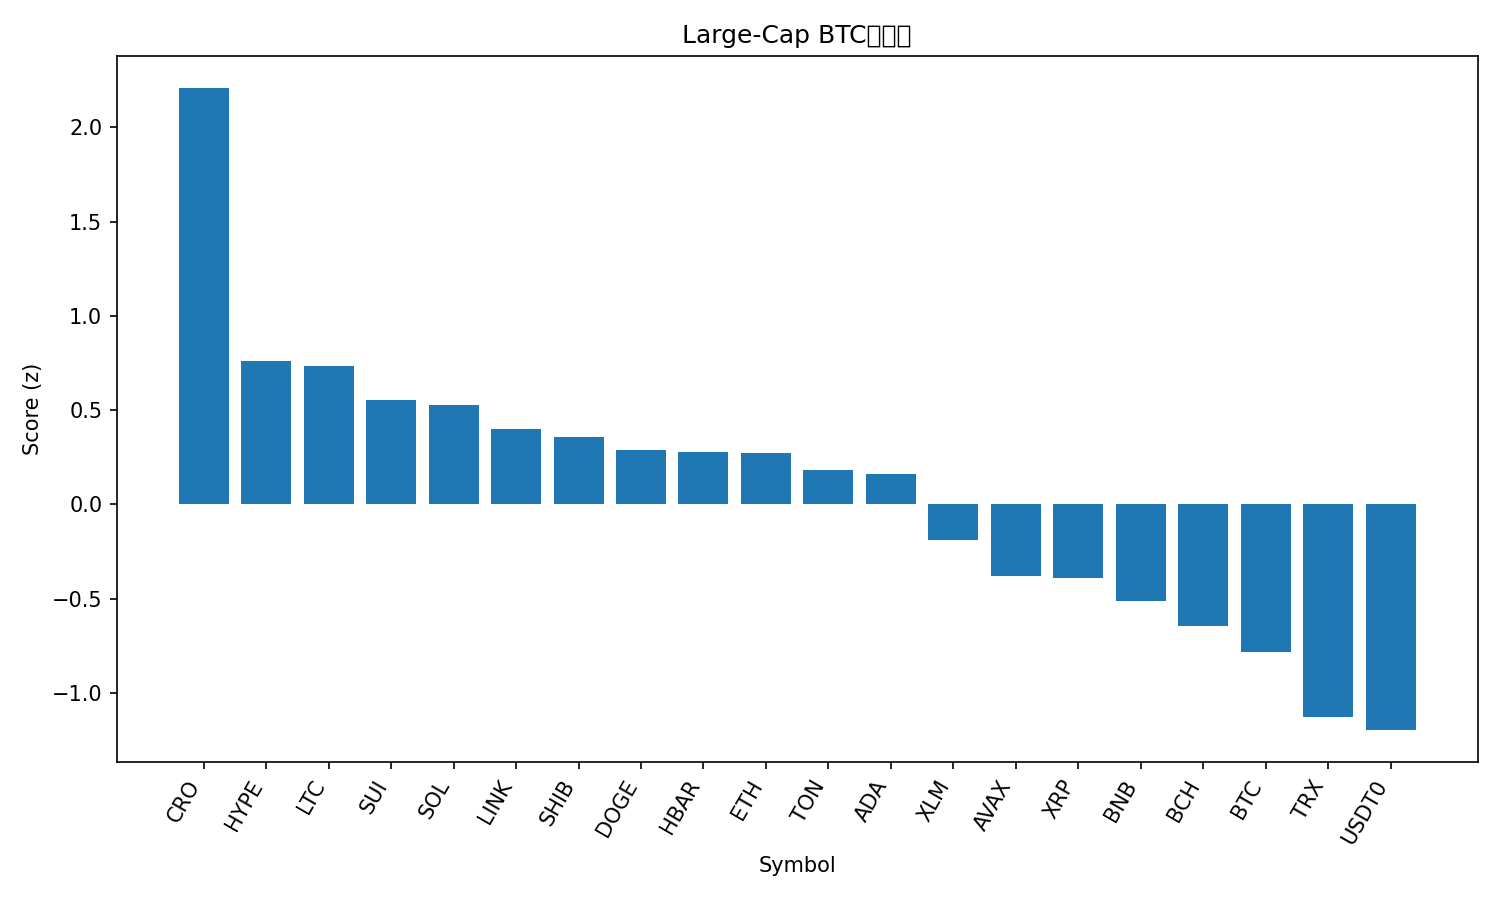 Large-Cap BTC
Score (z)
2.0
1.5
1.0
0.5
0.0
−0.5
−1.0
CRO
HYPE
LTC
SUI
SOL
LINK
SHIB
DOGE
HBAR
ETH
TON
ADA
XLM
AVAX
XRP
BNB
BCH
BTC
TRX
USDT0
Symbol